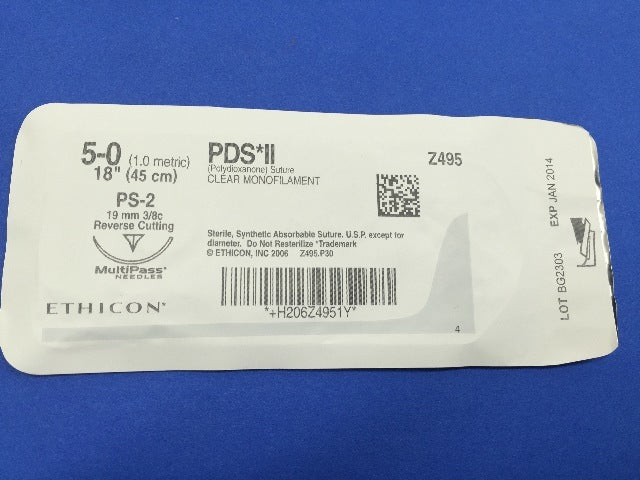 5-0 (1.0 metric)
18" (45 cm)
PS-2
19 mm 3/8c
Reverse Cutting
MultiPass*
NEEDLES
ETHICON*
PDS*II
(Polydioxanone) Suture
CLEAR MONOFILAMENT
Z495
Sterile, Synthetic Absorbable Suture. U.S.P. except for
diameter. Do Not Resterilize *Trademark
© ETHICON, INC 2006 Z495.P30
*+H206Z4951Y*
4
LOT BG2303 EXP JAN 2014